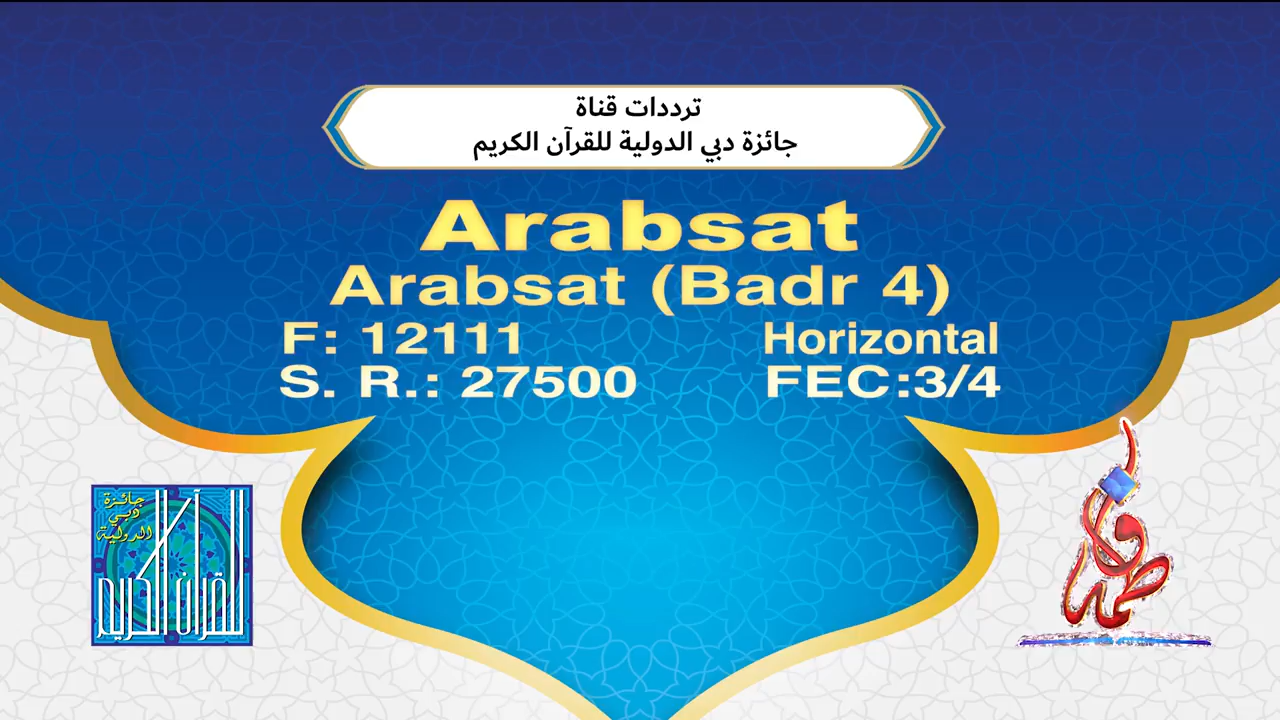 ترددات قناة
جائزة دبي الدولية للقرآن الكريم
Arabsat
Arabsat (Badr 4)
F: 12111 Horizontal
S. R.: 27500 FEC:3/4
جائزة
دبي
الدولية
للقرآن الكريم
فاطمة